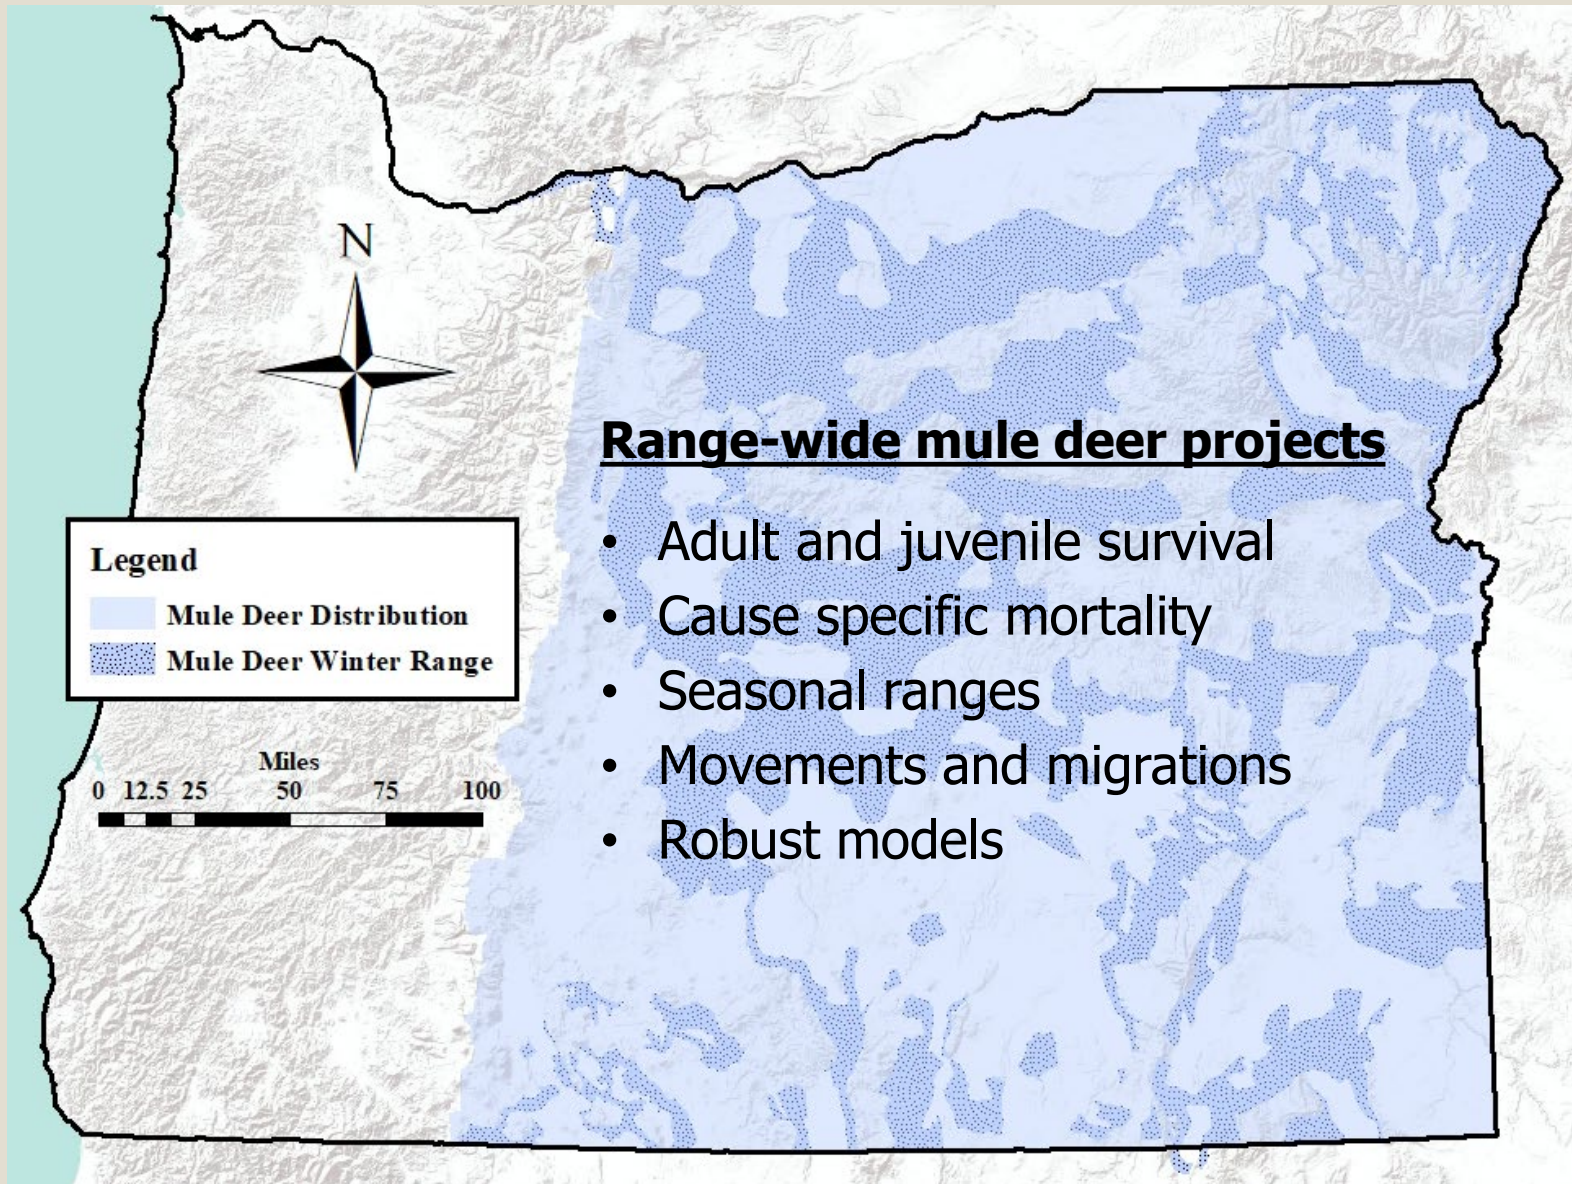 N
Range-wide mule deer projects
• Adult and juvenile survival
• Cause specific mortality
• Seasonal ranges
• Movements and migrations
• Robust models
Legend
Mule Deer Distribution
Mule Deer Winter Range
Miles
0 12.5 25 50 75 100